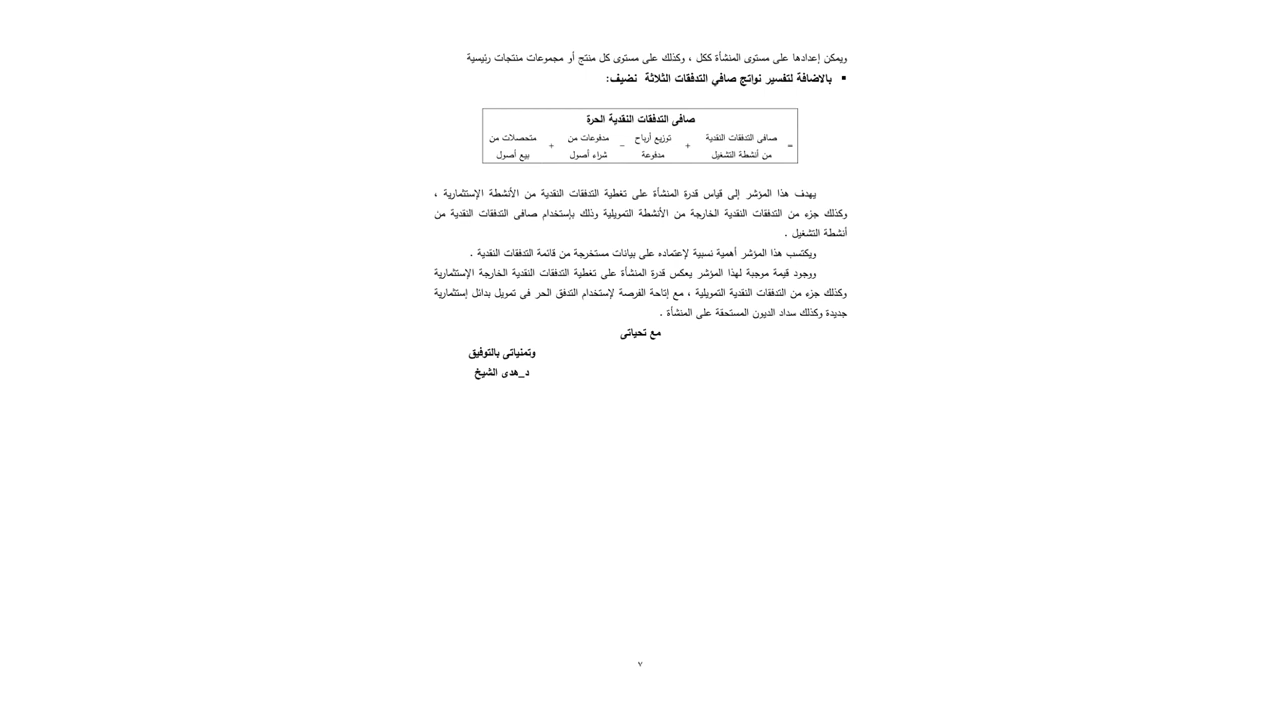 ويمكن إعدادها على مستوى المنشأة ككل ، وكذلك على مستوى كل منتج أو مجموعات منتجات رئيسية
▪ بالاضافة لتفسير نواتج صافي التدفقات الثلاثة نضيف:
صافى التدفقات النقدية الحرة
= صافى التدفقات النقدية + توزيع أرباح − مدفوعات من + متحصلات من
من أنشطة التشغيل مدفوعة شراء أصول بيع أصول
يهدف هذا المؤشر إلى قياس قدرة المنشأة على تغطية التدفقات النقدية من الأنشطة الإستثمارية ،
وكذلك جزء من التدفقات النقدية الخارجة من الأنشطة التمويلية وذلك بإستخدام صافى التدفقات النقدية من
أنشطة التشغيل .
ويكتسب هذا المؤشر أهمية نسبية لإعتماده على بيانات مستخرجة من قائمة التدفقات النقدية .
ووجود قيمة موجبة لهذا المؤشر يعكس قدرة المنشأة على تغطية التدفقات النقدية الخارجة الإستثمارية
وكذلك جزء من التدفقات النقدية التمويلية ، مع إتاحة الفرصة لإستخدام التدفق الحر فى تمويل بدائل إستثمارية
جديدة وكذلك سداد الديون المستحقة على المنشأة .
مع تحياتى
وتمنياتى بالتوفيق
د_هدى الشيخ
٧